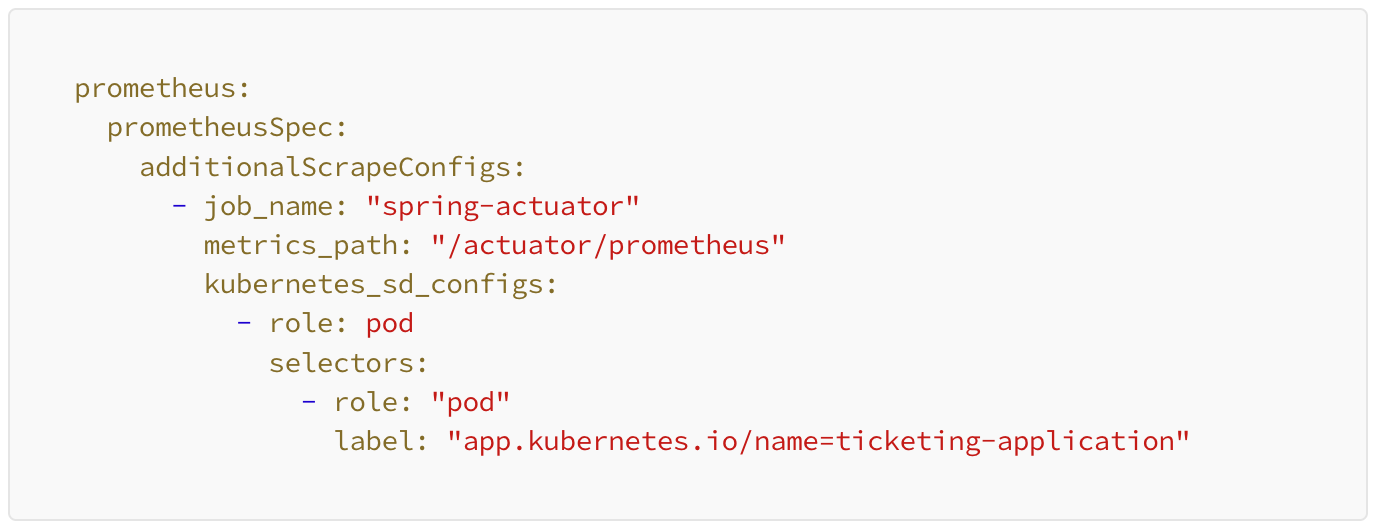 prometheus:
  prometheusSpec:
    additionalScrapeConfigs:
      - job_name: "spring-actuator"
        metrics_path: "/actuator/prometheus"
        kubernetes_sd_configs:
          - role: pod
            selectors:
              - role: "pod"
                label: "app.kubernetes.io/name=ticketing-application"